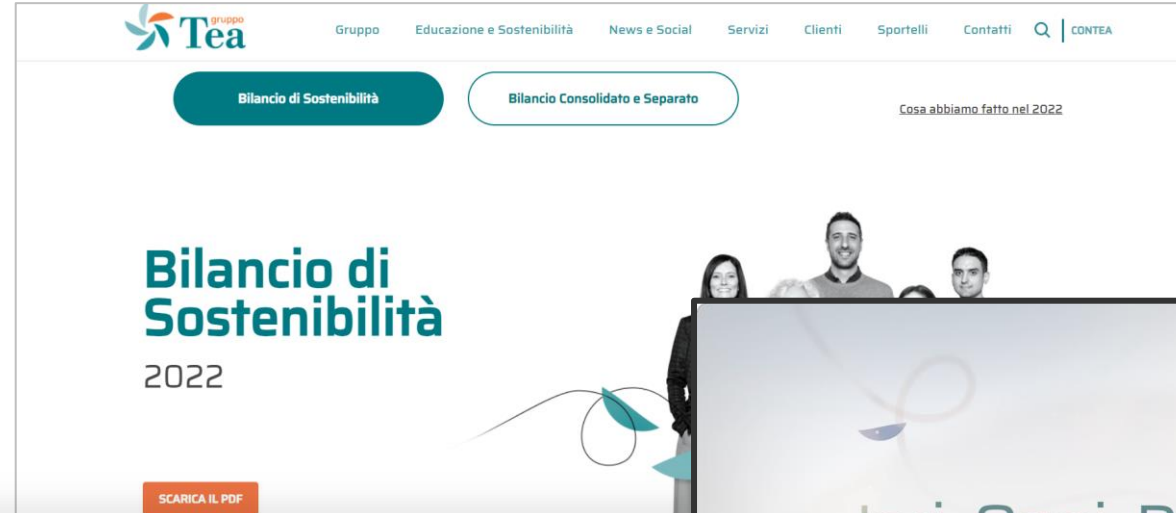 gruppo
Tea
Gruppo Educazione e Sostenibilità News e Social Servizi Clienti Sportelli Contatti CONTEA
Bilancio di Sostenibilità Bilancio Consolidato e Separato Cosa abbiamo fatto nel 2022
Bilancio di
Sostenibilità
2022
SCARICA IL PDF